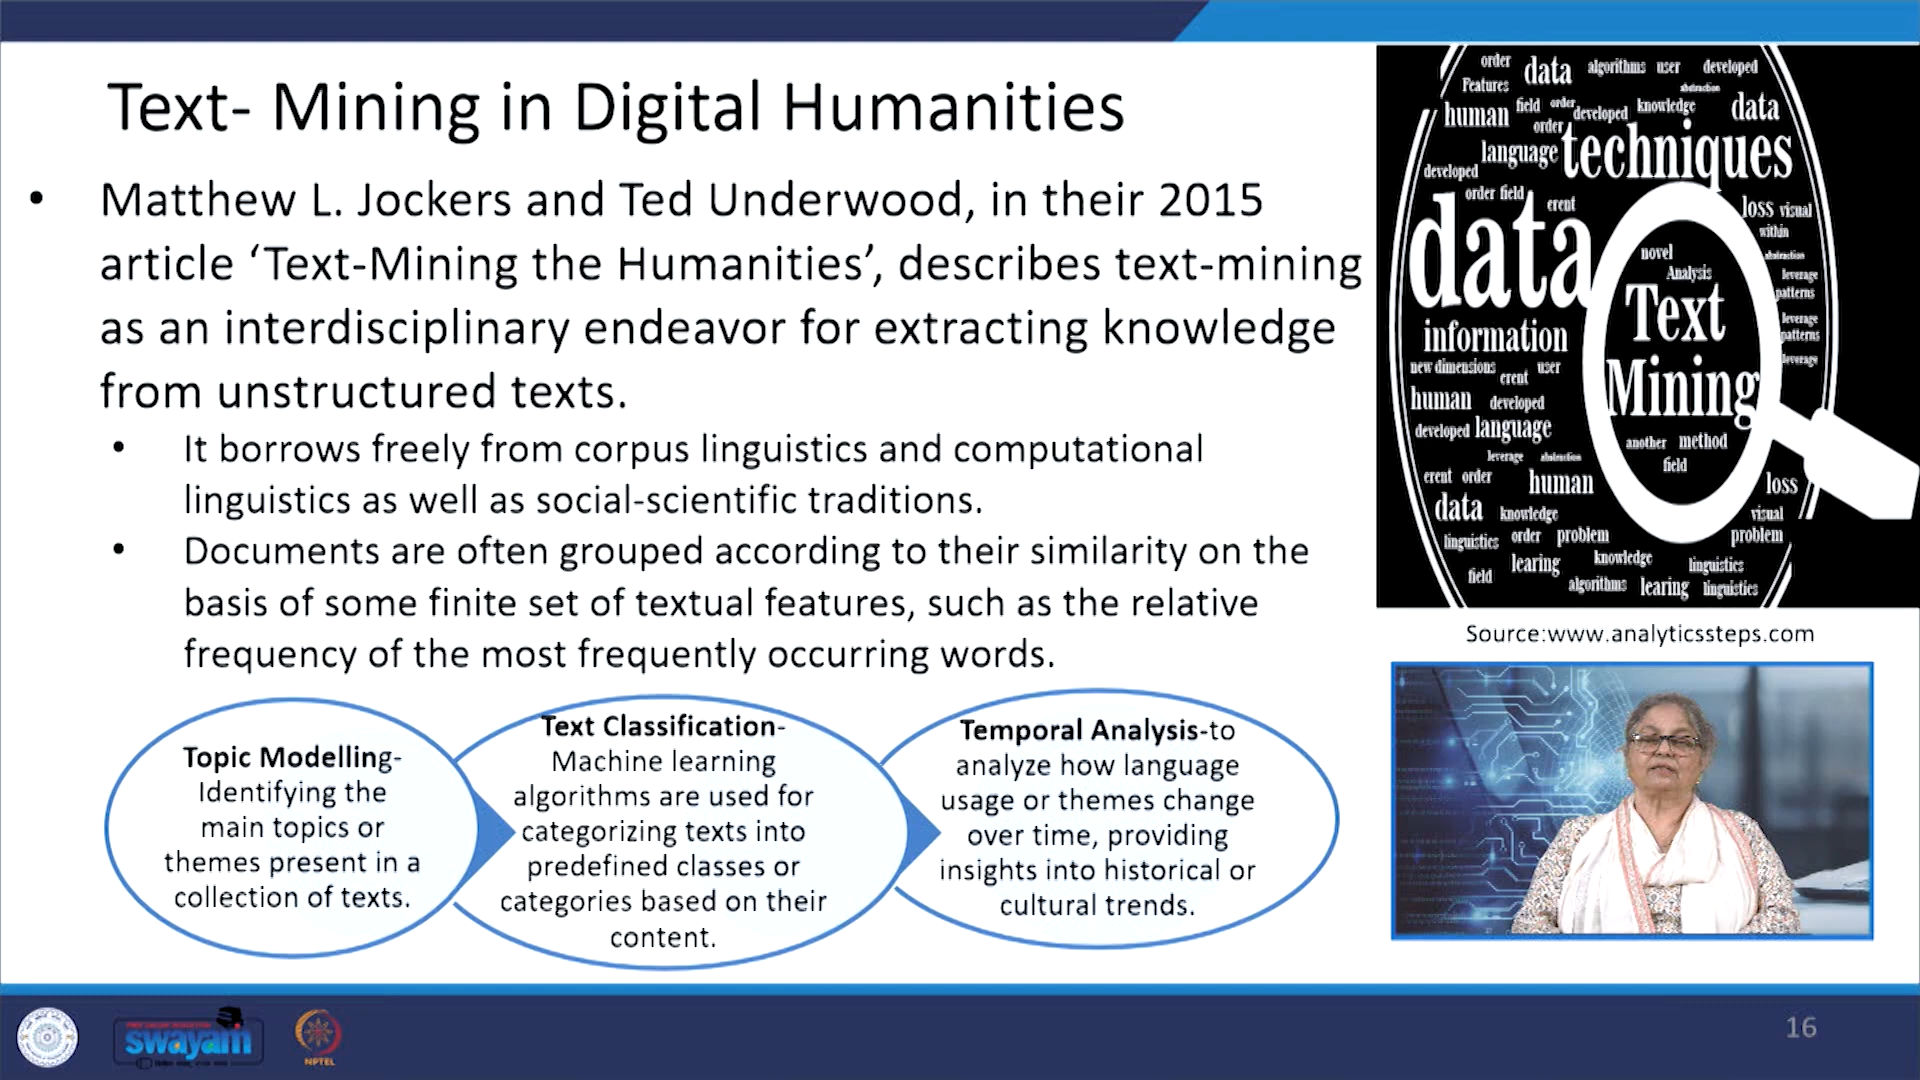 Text- Mining in Digital Humanities
• Matthew L. Jockers and Ted Underwood, in their 2015
article ‘Text-Mining the Humanities’, describes text-mining
as an interdisciplinary endeavor for extracting knowledge
from unstructured texts.
• It borrows freely from corpus linguistics and computational
linguistics as well as social-scientific traditions.
• Documents are often grouped according to their similarity on the
basis of some finite set of textual features, such as the relative
frequency of the most frequently occurring words.
Topic Modelling-
Identifying the
main topics or
themes present in a
collection of texts.
Text Classification-
Machine learning
algorithms are used for
categorizing texts into
predefined classes or
categories based on their
content.
Temporal Analysis-to
analyze how language
usage or themes change
over time, providing
insights into historical or
cultural trends.
order data algorithms user developed
Features abstraction
human field order developed knowledge data
order
language techniques
developed
order field erent loss visual
data within
novel abstraction
Analysis leverage
Text patterns
information leverage
patterns
new dimensions user leverage
erent Mining
human developed
developed language another method
leverage abstraction field
erent order human loss
data knowledge visual
linguistics order problem problem
learing knowledge linguistics
field algorithms learing linguistics
Source:www.analyticssteps.com
swayam
NPTEL
16